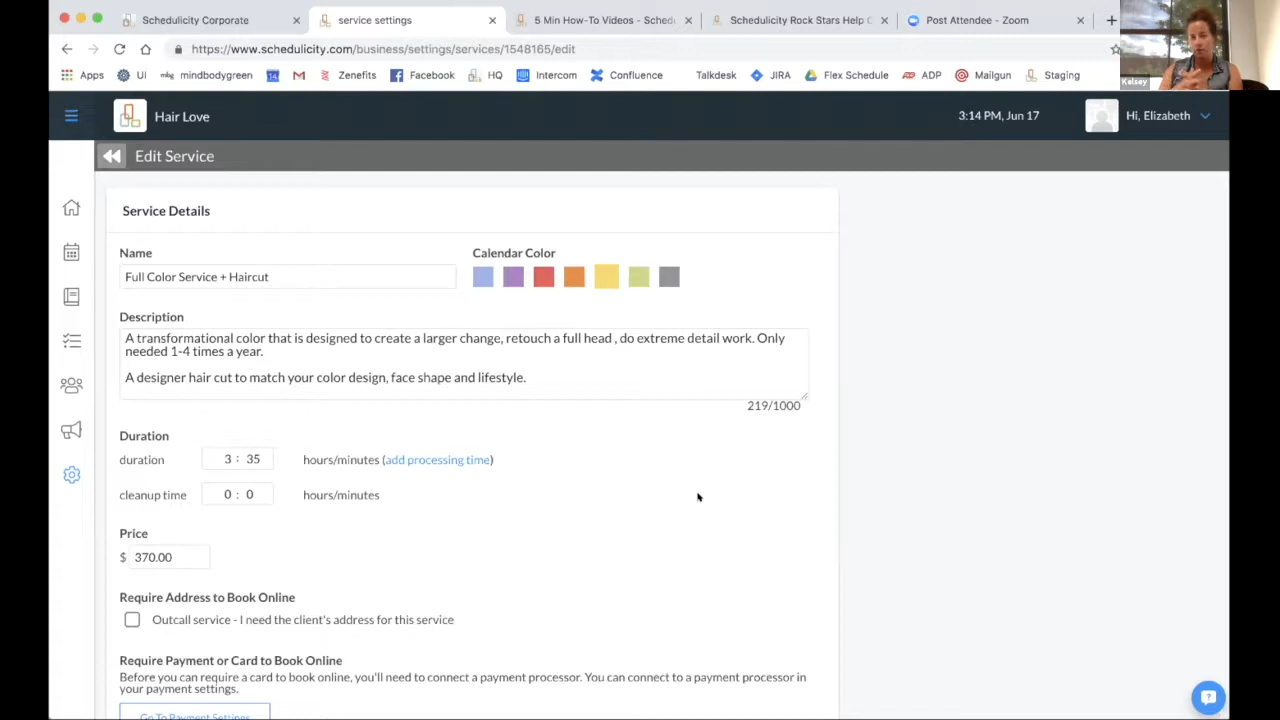 Schedulicity Corporate
service settings
5 Min How-To Videos - Sched
Schedulicity Rock Stars Help C
Post Attendee - Zoom
https://www.schedulicity.com/business/settings/services/1548165/edit
Apps
UI
mbg mindbodygreen
Zenefits
Facebook
HQ
Intercom
Confluence
Talkdesk
JIRA
Flex Schedule
ADP
Mailgun
Staging
Kelsey
Hair Love
3:14 PM, Jun 17
Hi, Elizabeth
Edit Service
Service Details
Name
Calendar Color
Full Color Service + Haircut
Description
A transformational color that is designed to create a larger change, retouch a full head , do extreme detail work. Only
needed 1-4 times a year.
A designer hair cut to match your color design, face shape and lifestyle.
219/1000
Duration
duration 3 : 35 hours/minutes (add processing time)
cleanup time 0 : 0 hours/minutes
Price
$ 370.00
Require Address to Book Online
Outcall service - I need the client's address for this service
Require Payment or Card to Book Online
Before you can require a card to book online, you'll need to connect a payment processor. You can connect to a payment processor in
your payment settings.
Go To Payment Settings